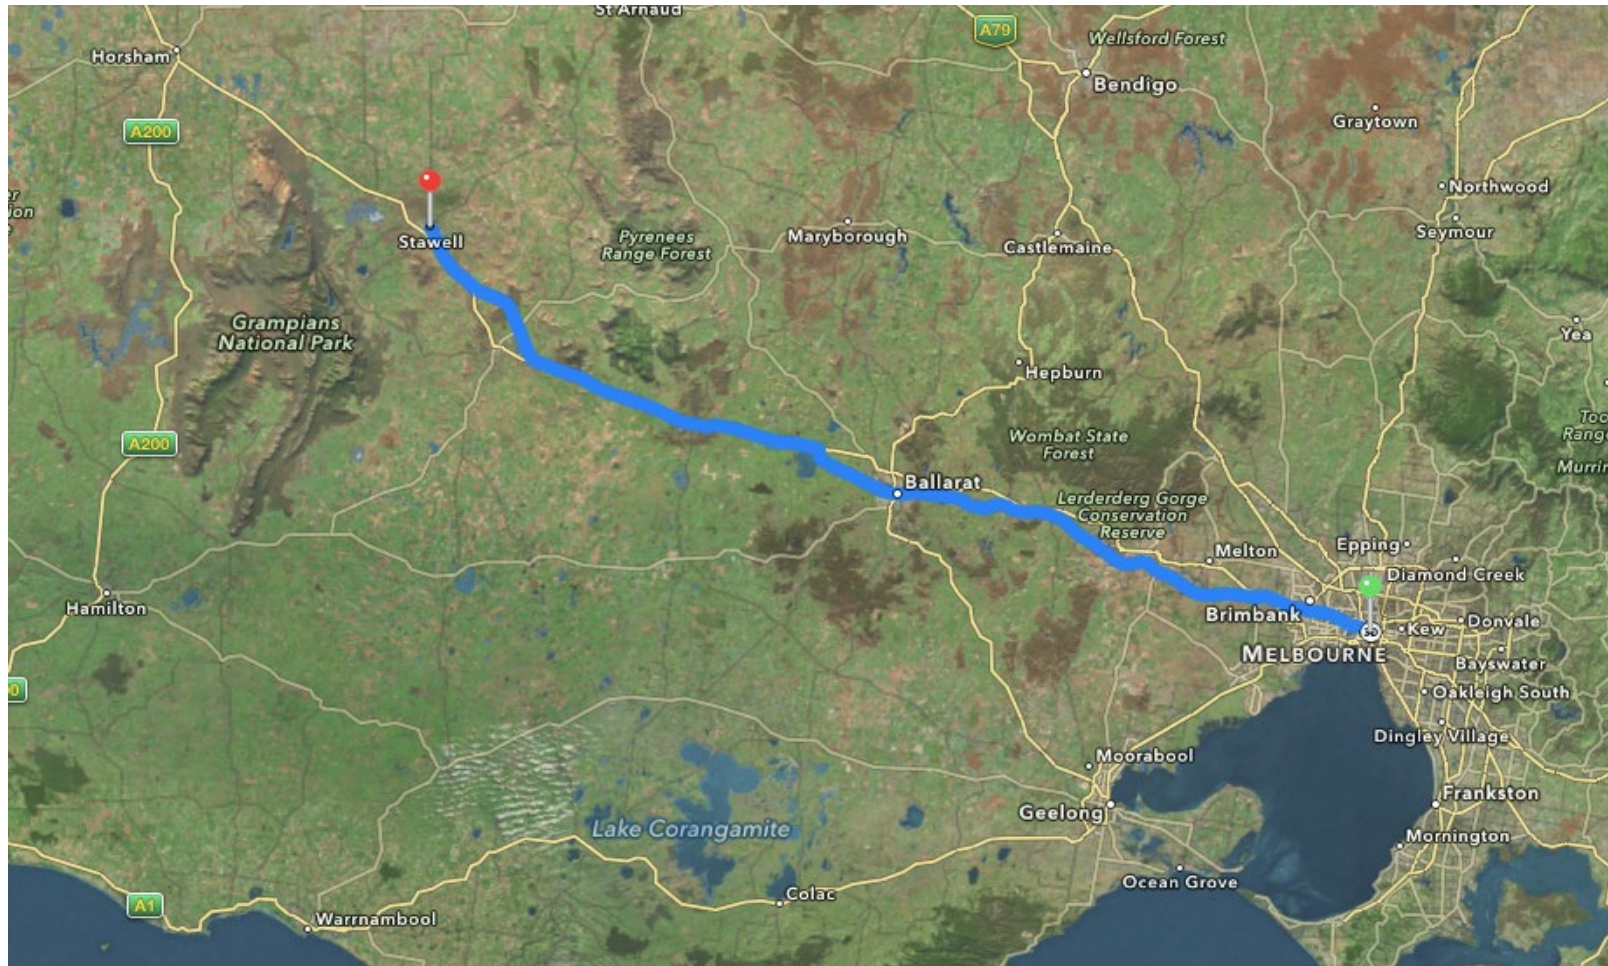 St Arnaud
A79
Wellsford Forest
Horsham
Bendigo
Graytown
A200
Northwood
Stawell
Pyrenees
Range Forest
Maryborough
Castlemaine
Seymour
Grampians
National Park
Yea
Hepburn
A200
Wombat State
Forest
Ballarat
Lerderderg Gorge
Conservation
Reserve
Melton
Epping
Diamond Creek
Hamilton
Brimbank
Kew
Donvale
MELBOURNE
Bayswater
Oakleigh South
Dingley Village
Moorabool
Geelong
Frankston
Lake Corangamite
Mornington
Ocean Grove
Colac
A1
Warrnambool